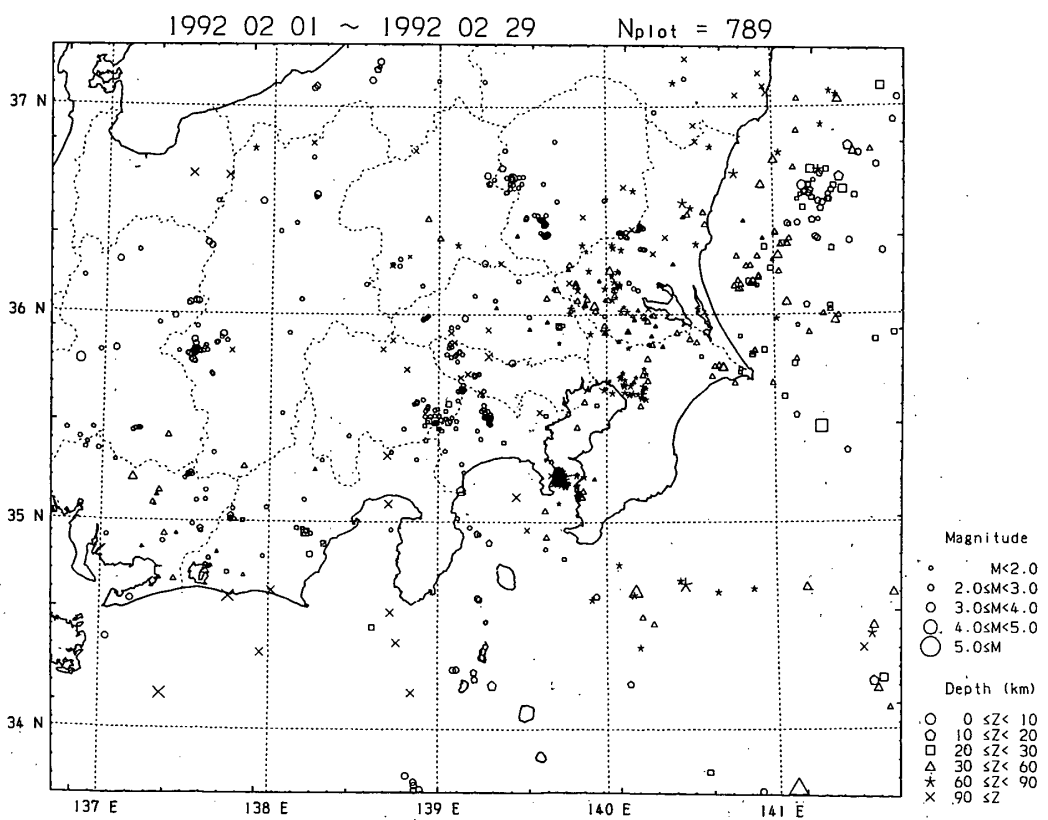 1992 02 01 ~ 1992 02 29 Nplot = 789
37 N
36 N
35 N
34 N
137 E 138 E 139 E 140 E 141 E
Magnitude
M<2.0
2.0≤M<3.0
3.0≤M<4.0
4.0≤M<5.0
5.0≤M
Depth (km)
0 ≤Z< 10
10 ≤Z< 20
20 ≤Z< 30
30 ≤Z< 60
60 ≤Z< 90
90 ≤Z